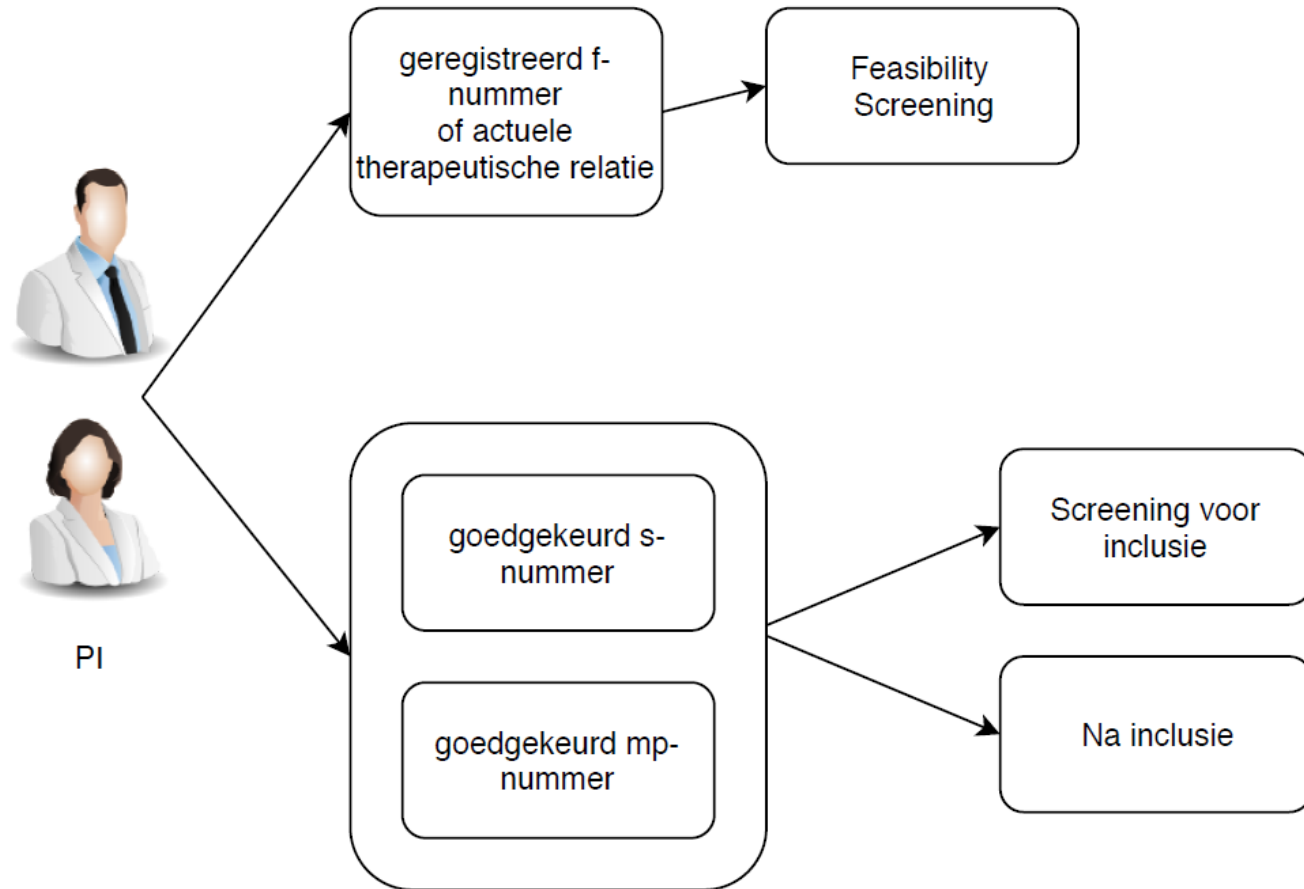 geregistreerd f-
nummer
of actuele
therapeutische relatie
Feasibility
Screening
PI
goedgekeurd s-
nummer
goedgekeurd mp-
nummer
Screening voor
inclusie
Na inclusie